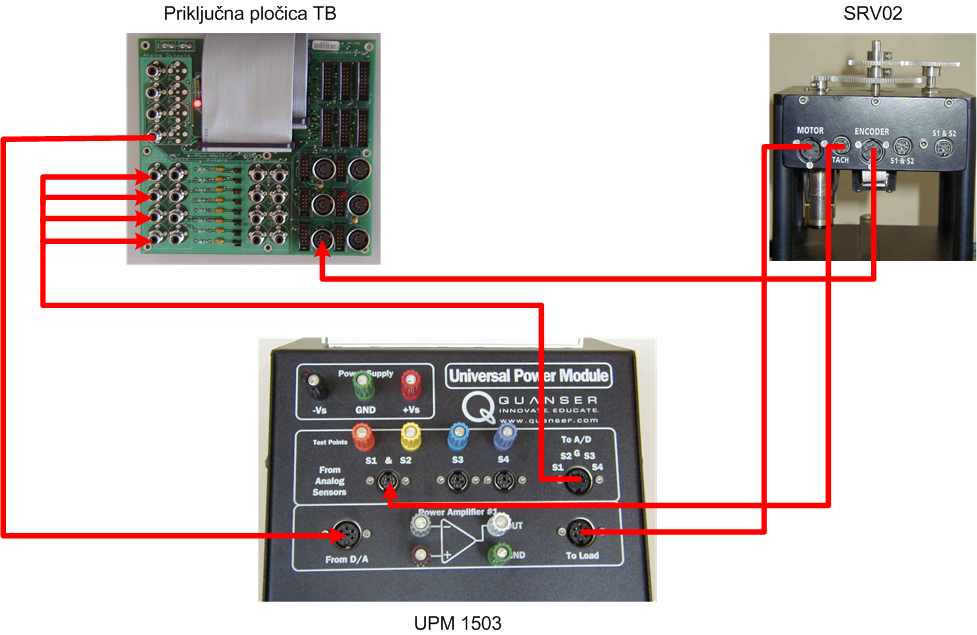 Priključna pločica TB
SRV02
Analog Outputs
MOTOR
ENCODER
S1 & S2
TACH
S1 & S2
Power Supply
-Vs
GND
+Vs
Universal Power Module
QUANSER
INNOVATE. EDUCATE.
www.quanser.com
Test Points
To A/D
S1 & S2
S3
S4
S2 G S3
S1
S4
From
Analog
Sensors
Power Amplifier #1
OUT
GND
From D/A
To Load
UPM 1503